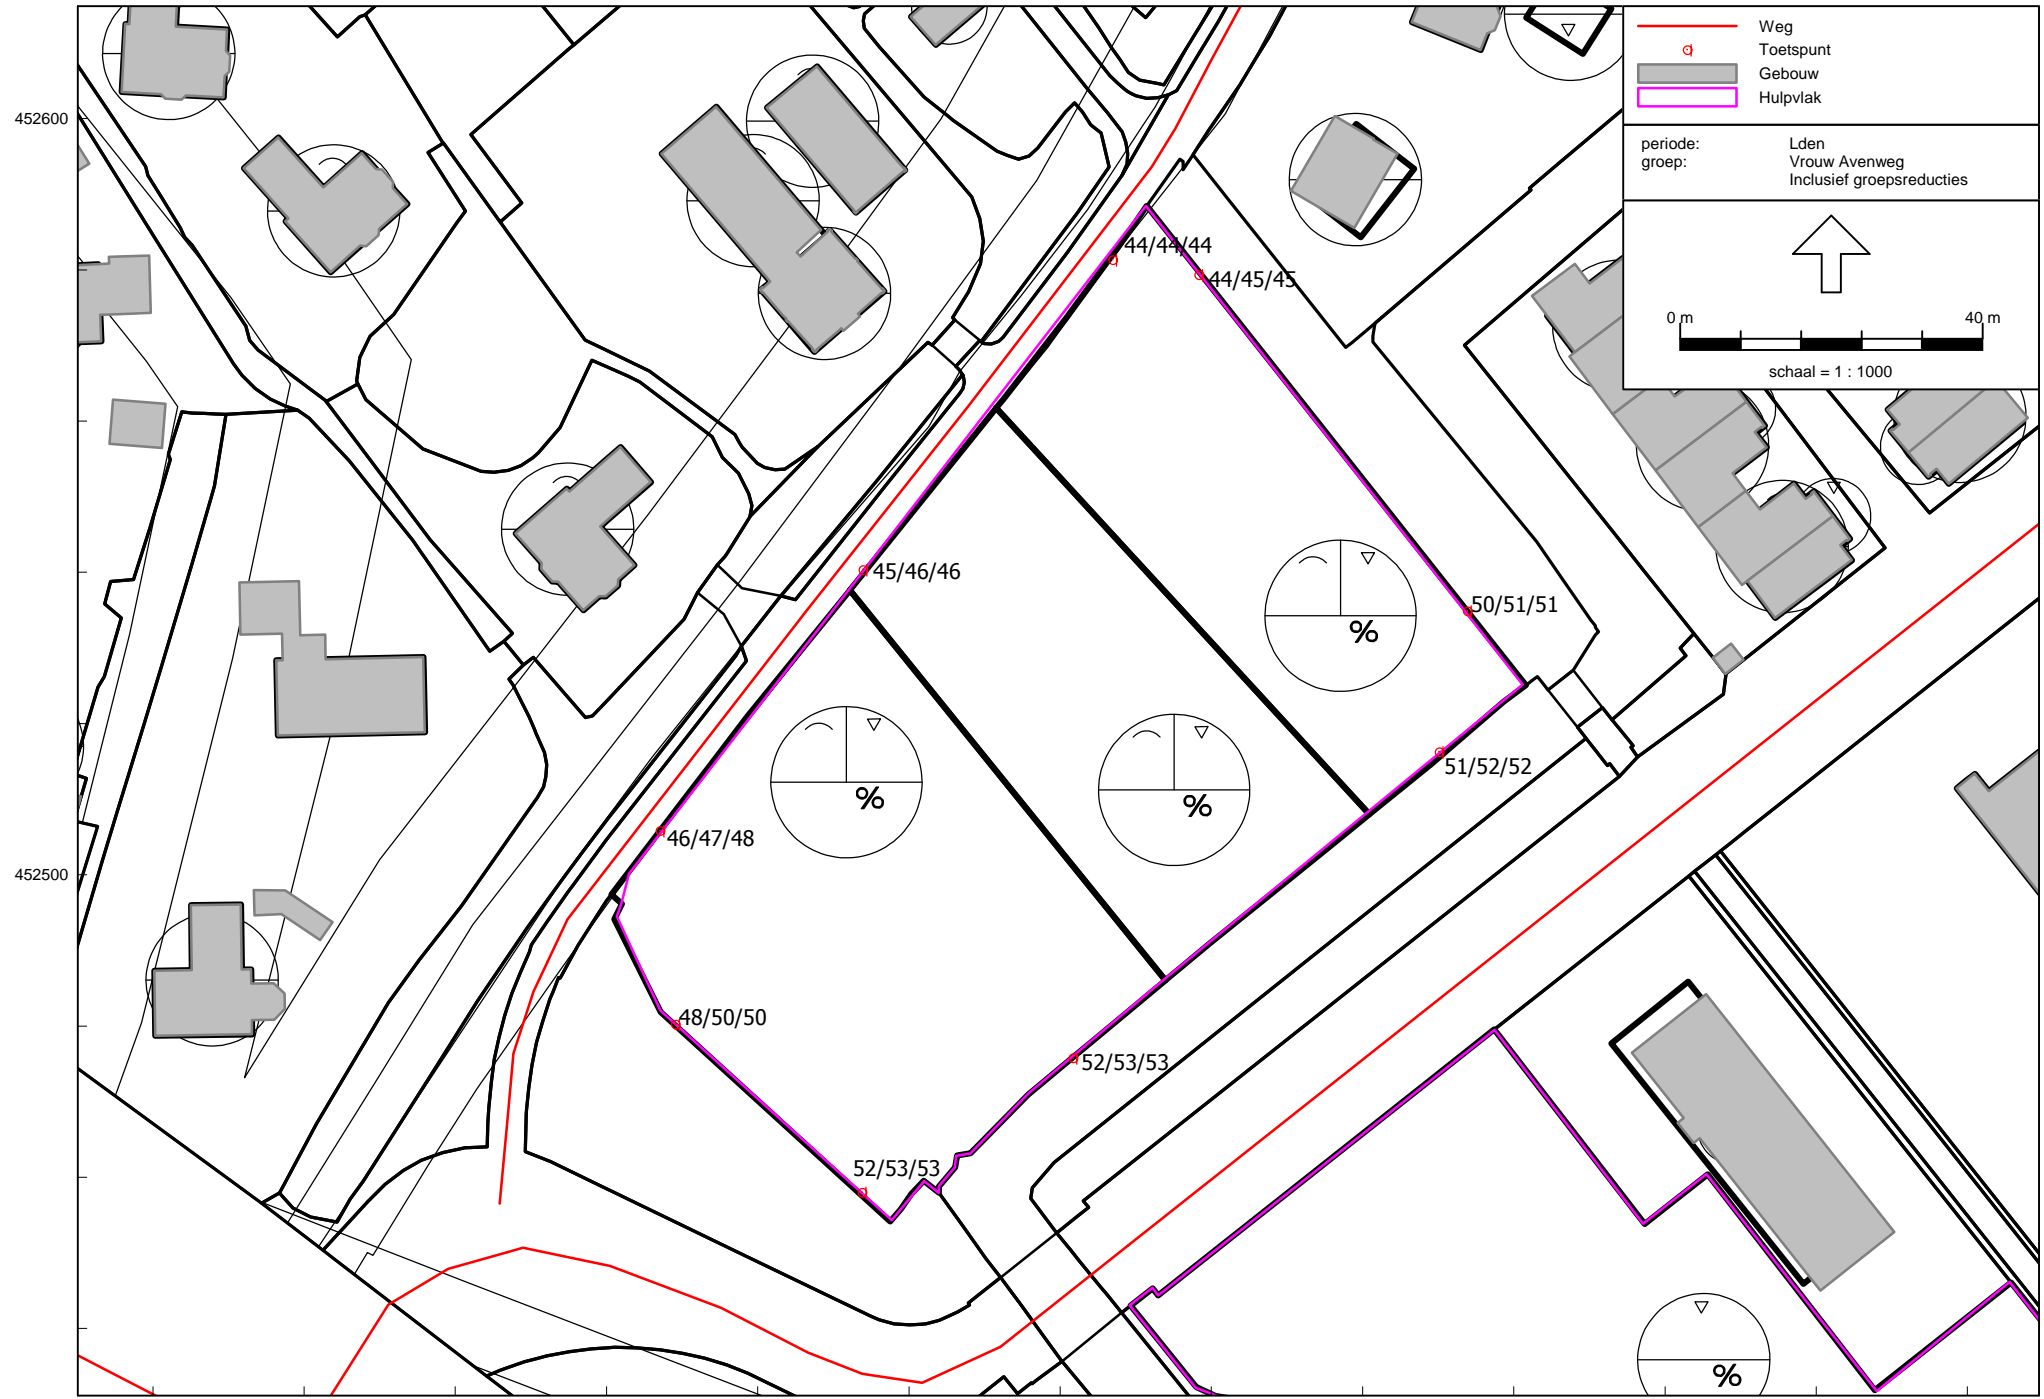 Weg
Toetspunt
Gebouw
Hulpvlak
periode: Lden
groep: Vrouw Avenweg
Inclusief groepsreducties
0 m 40 m
schaal = 1 : 1000
452600
44/44/44
44/45/45
45/46/46
50/51/51
%
51/52/52
%
%
46/47/48
452500
48/50/50
52/53/53
52/53/53
%